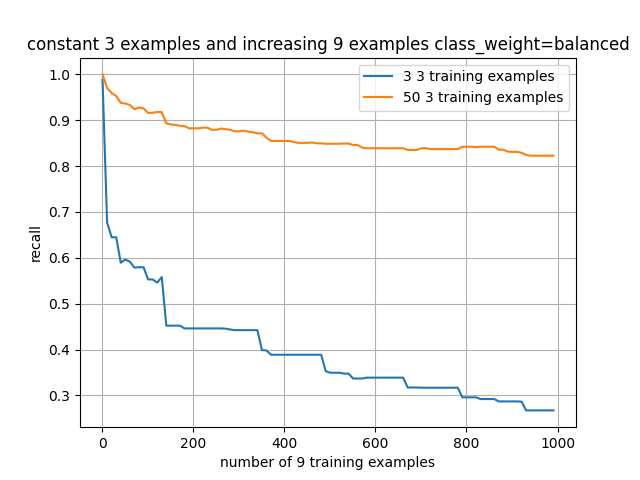 constant 3 examples and increasing 9 examples class_weight=balanced
3 3 training examples
50 3 training examples
recall
1.0
0.9
0.8
0.7
0.6
0.5
0.4
0.3
0 200 400 600 800 1000
number of 9 training examples